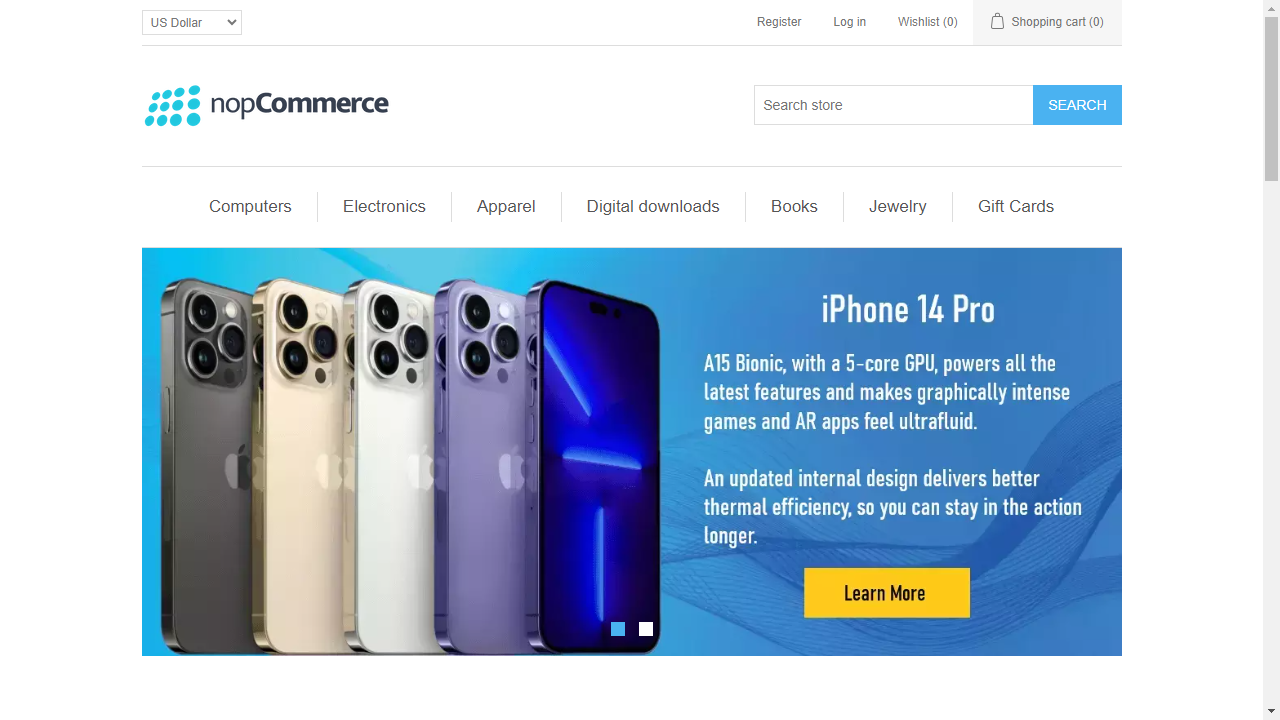 US Dollar
Register
Log in
Wishlist (0)
Shopping cart (0)
nopCommerce
Search store
SEARCH
Computers
Electronics
Apparel
Digital downloads
Books
Jewelry
Gift Cards
iPhone 14 Pro
A15 Bionic, with a 5-core GPU, powers all the
latest features and makes graphically intense
games and AR apps feel ultrafluid.
An updated internal design delivers better
thermal efficiency, so you can stay in the action
longer.
Learn More